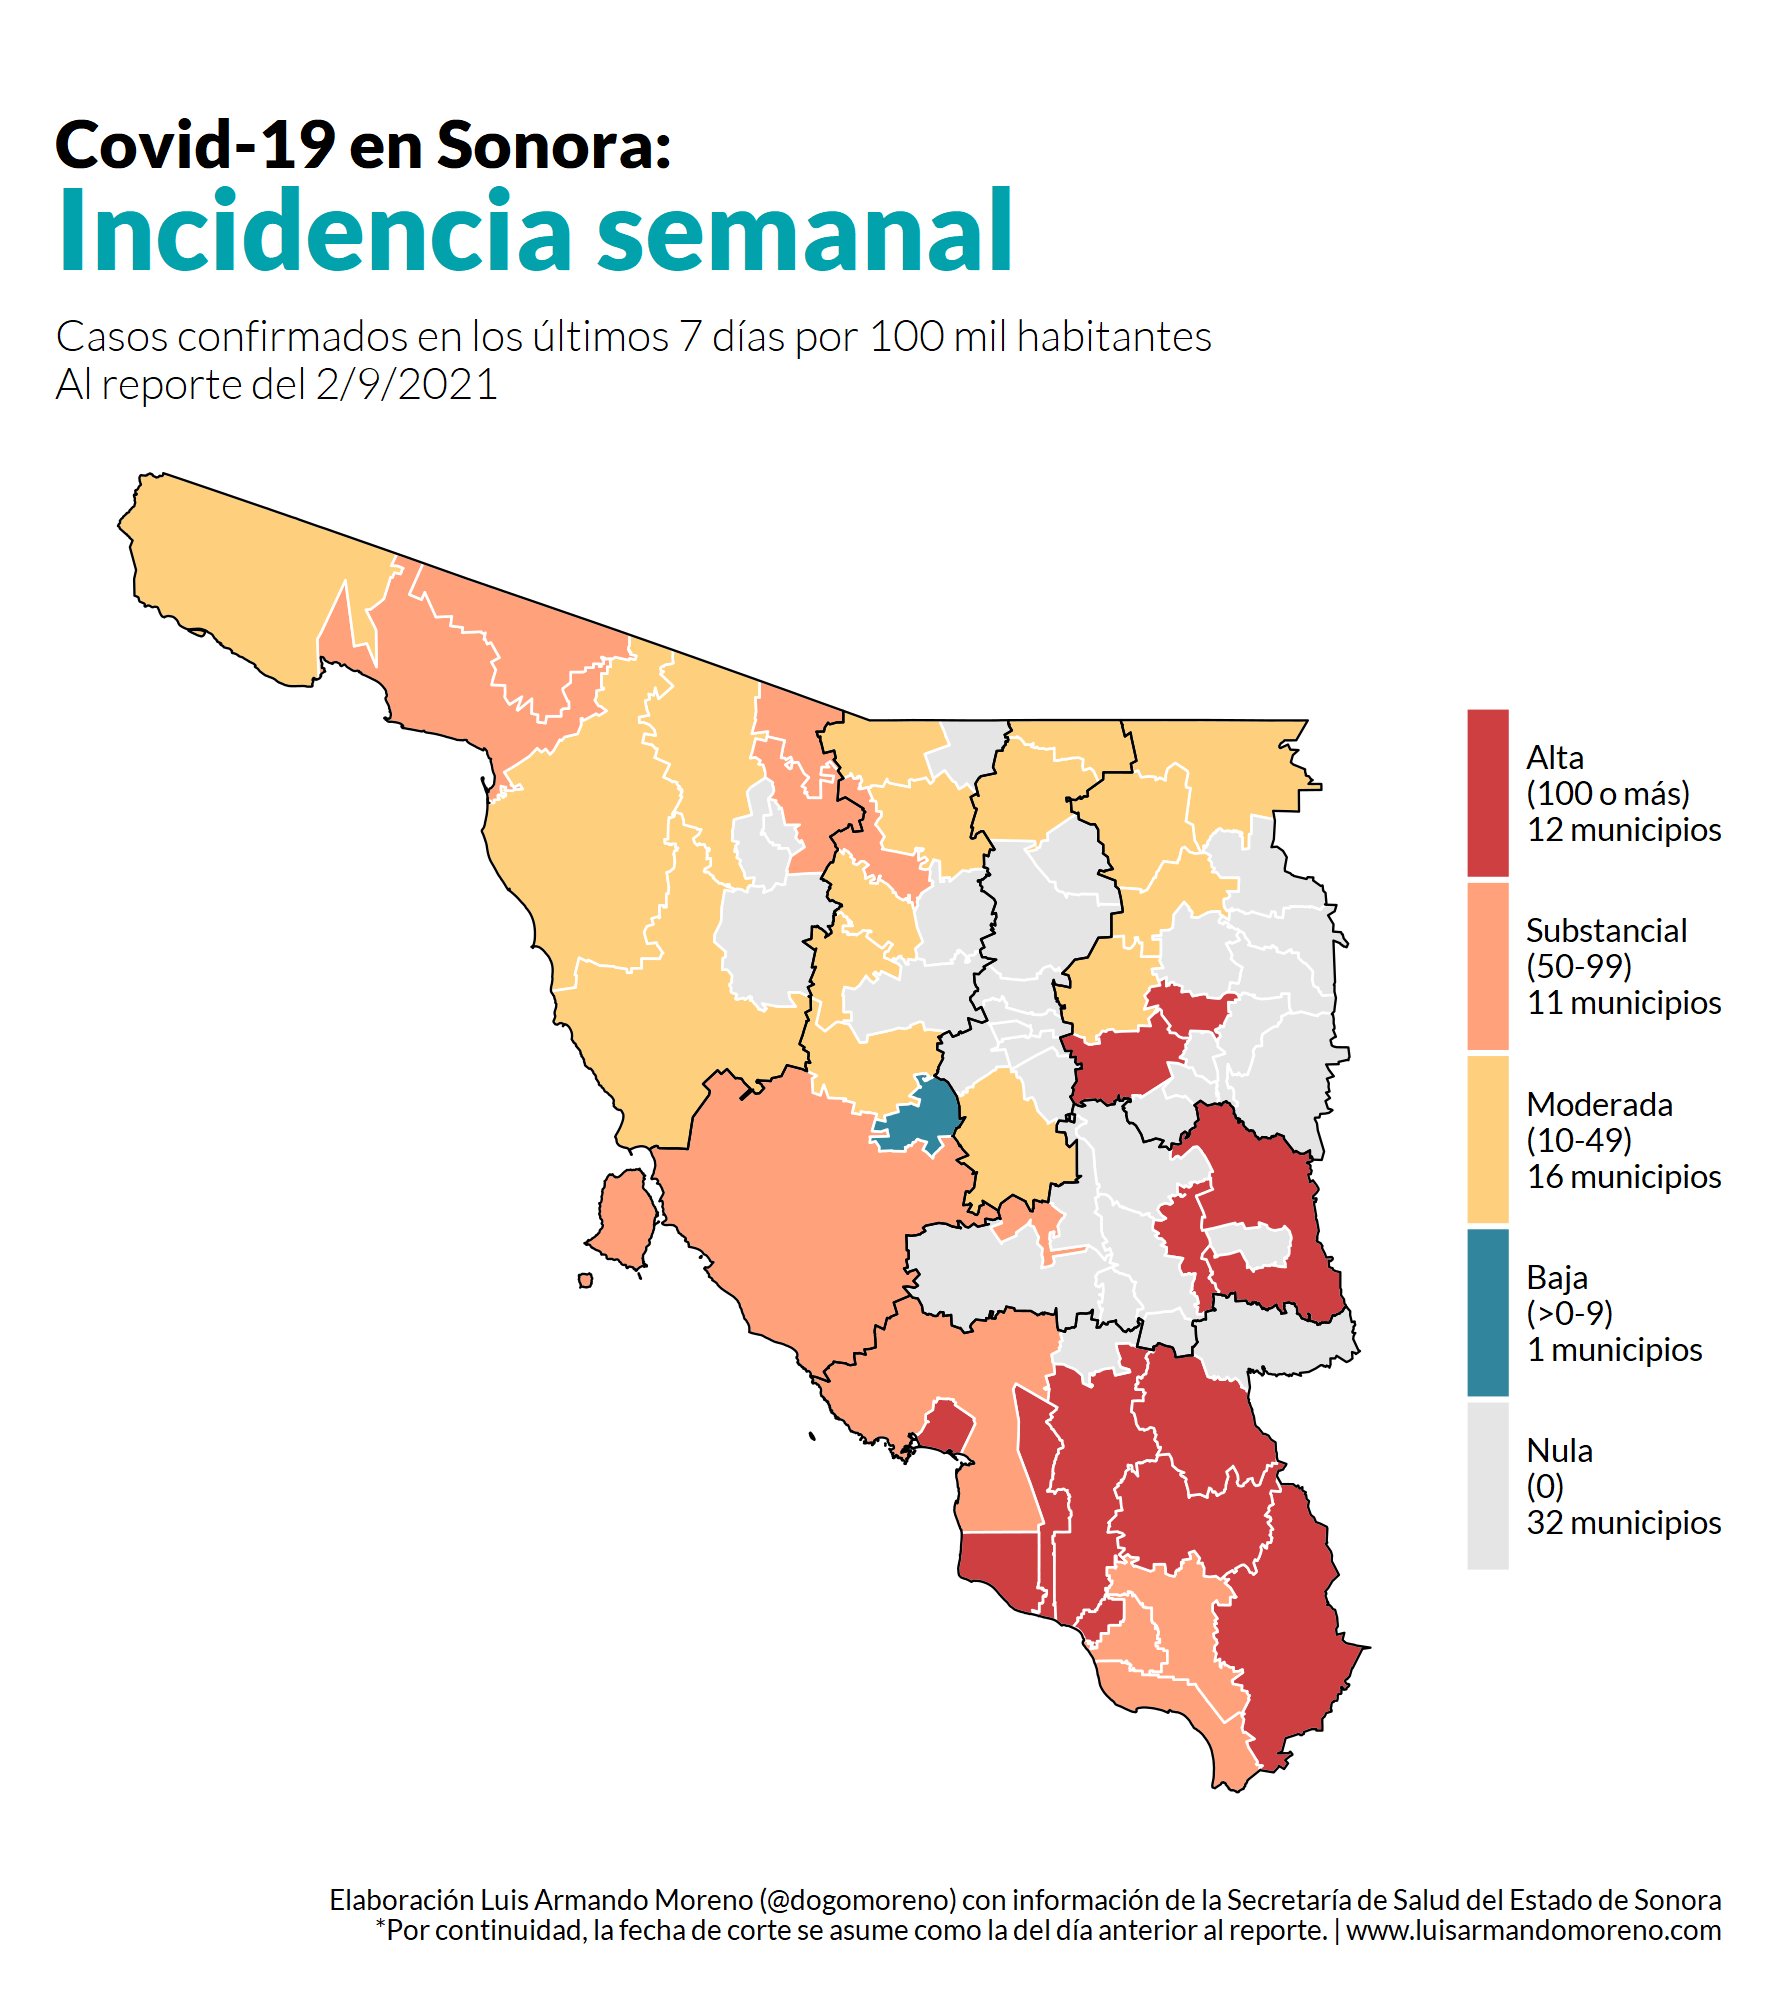 Covid-19 en Sonora:
Incidencia semanal
Casos confirmados en los últimos 7 días por 100 mil habitantes
Al reporte del 2/9/2021
Alta
(100 o más)
12 municipios
Substancial
(50-99)
11 municipios
Moderada
(10-49)
16 municipios
Baja
(>0-9)
1 municipios
Nula
(0)
32 municipios
Elaboración Luis Armando Moreno (@dogomoreno) con información de la Secretaría de Salud del Estado de Sonora
*Por continuidad, la fecha de corte se asume como la del día anterior al reporte. | www.luisarmandomoreno.com